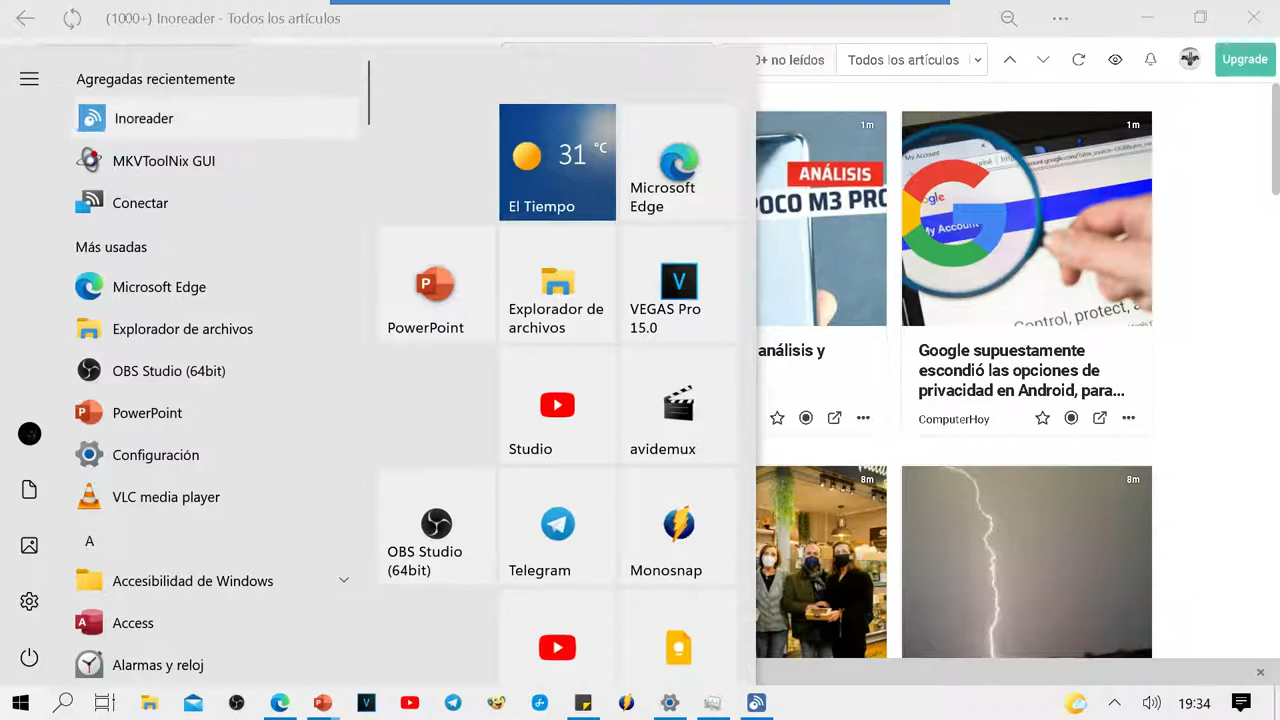 (1000+) Inoreader - Todos los artículos
0+ no leídos
Todos los artículos
Upgrade
Agregadas recientemente
Inoreader
MKVToolNix GUI
Conectar
Más usadas
Microsoft Edge
Explorador de archivos
OBS Studio (64bit)
PowerPoint
Configuración
VLC media player
A
Accesibilidad de Windows
Access
Alarmas y reloj
31 °C
El Tiempo
Microsoft
Edge
PowerPoint
Explorador de
archivos
VEGAS Pro
15.0
Studio
avidemux
OBS Studio
(64bit)
Telegram
Monosnap
1m
ANÁLISIS
POCO M3 PRO
análisis y
1m
My Account
ogle
My Account
Control, protect, a
Google supuestamente
escondió las opciones de
privacidad en Android, para...
ComputerHoy
8m
8m
19:34